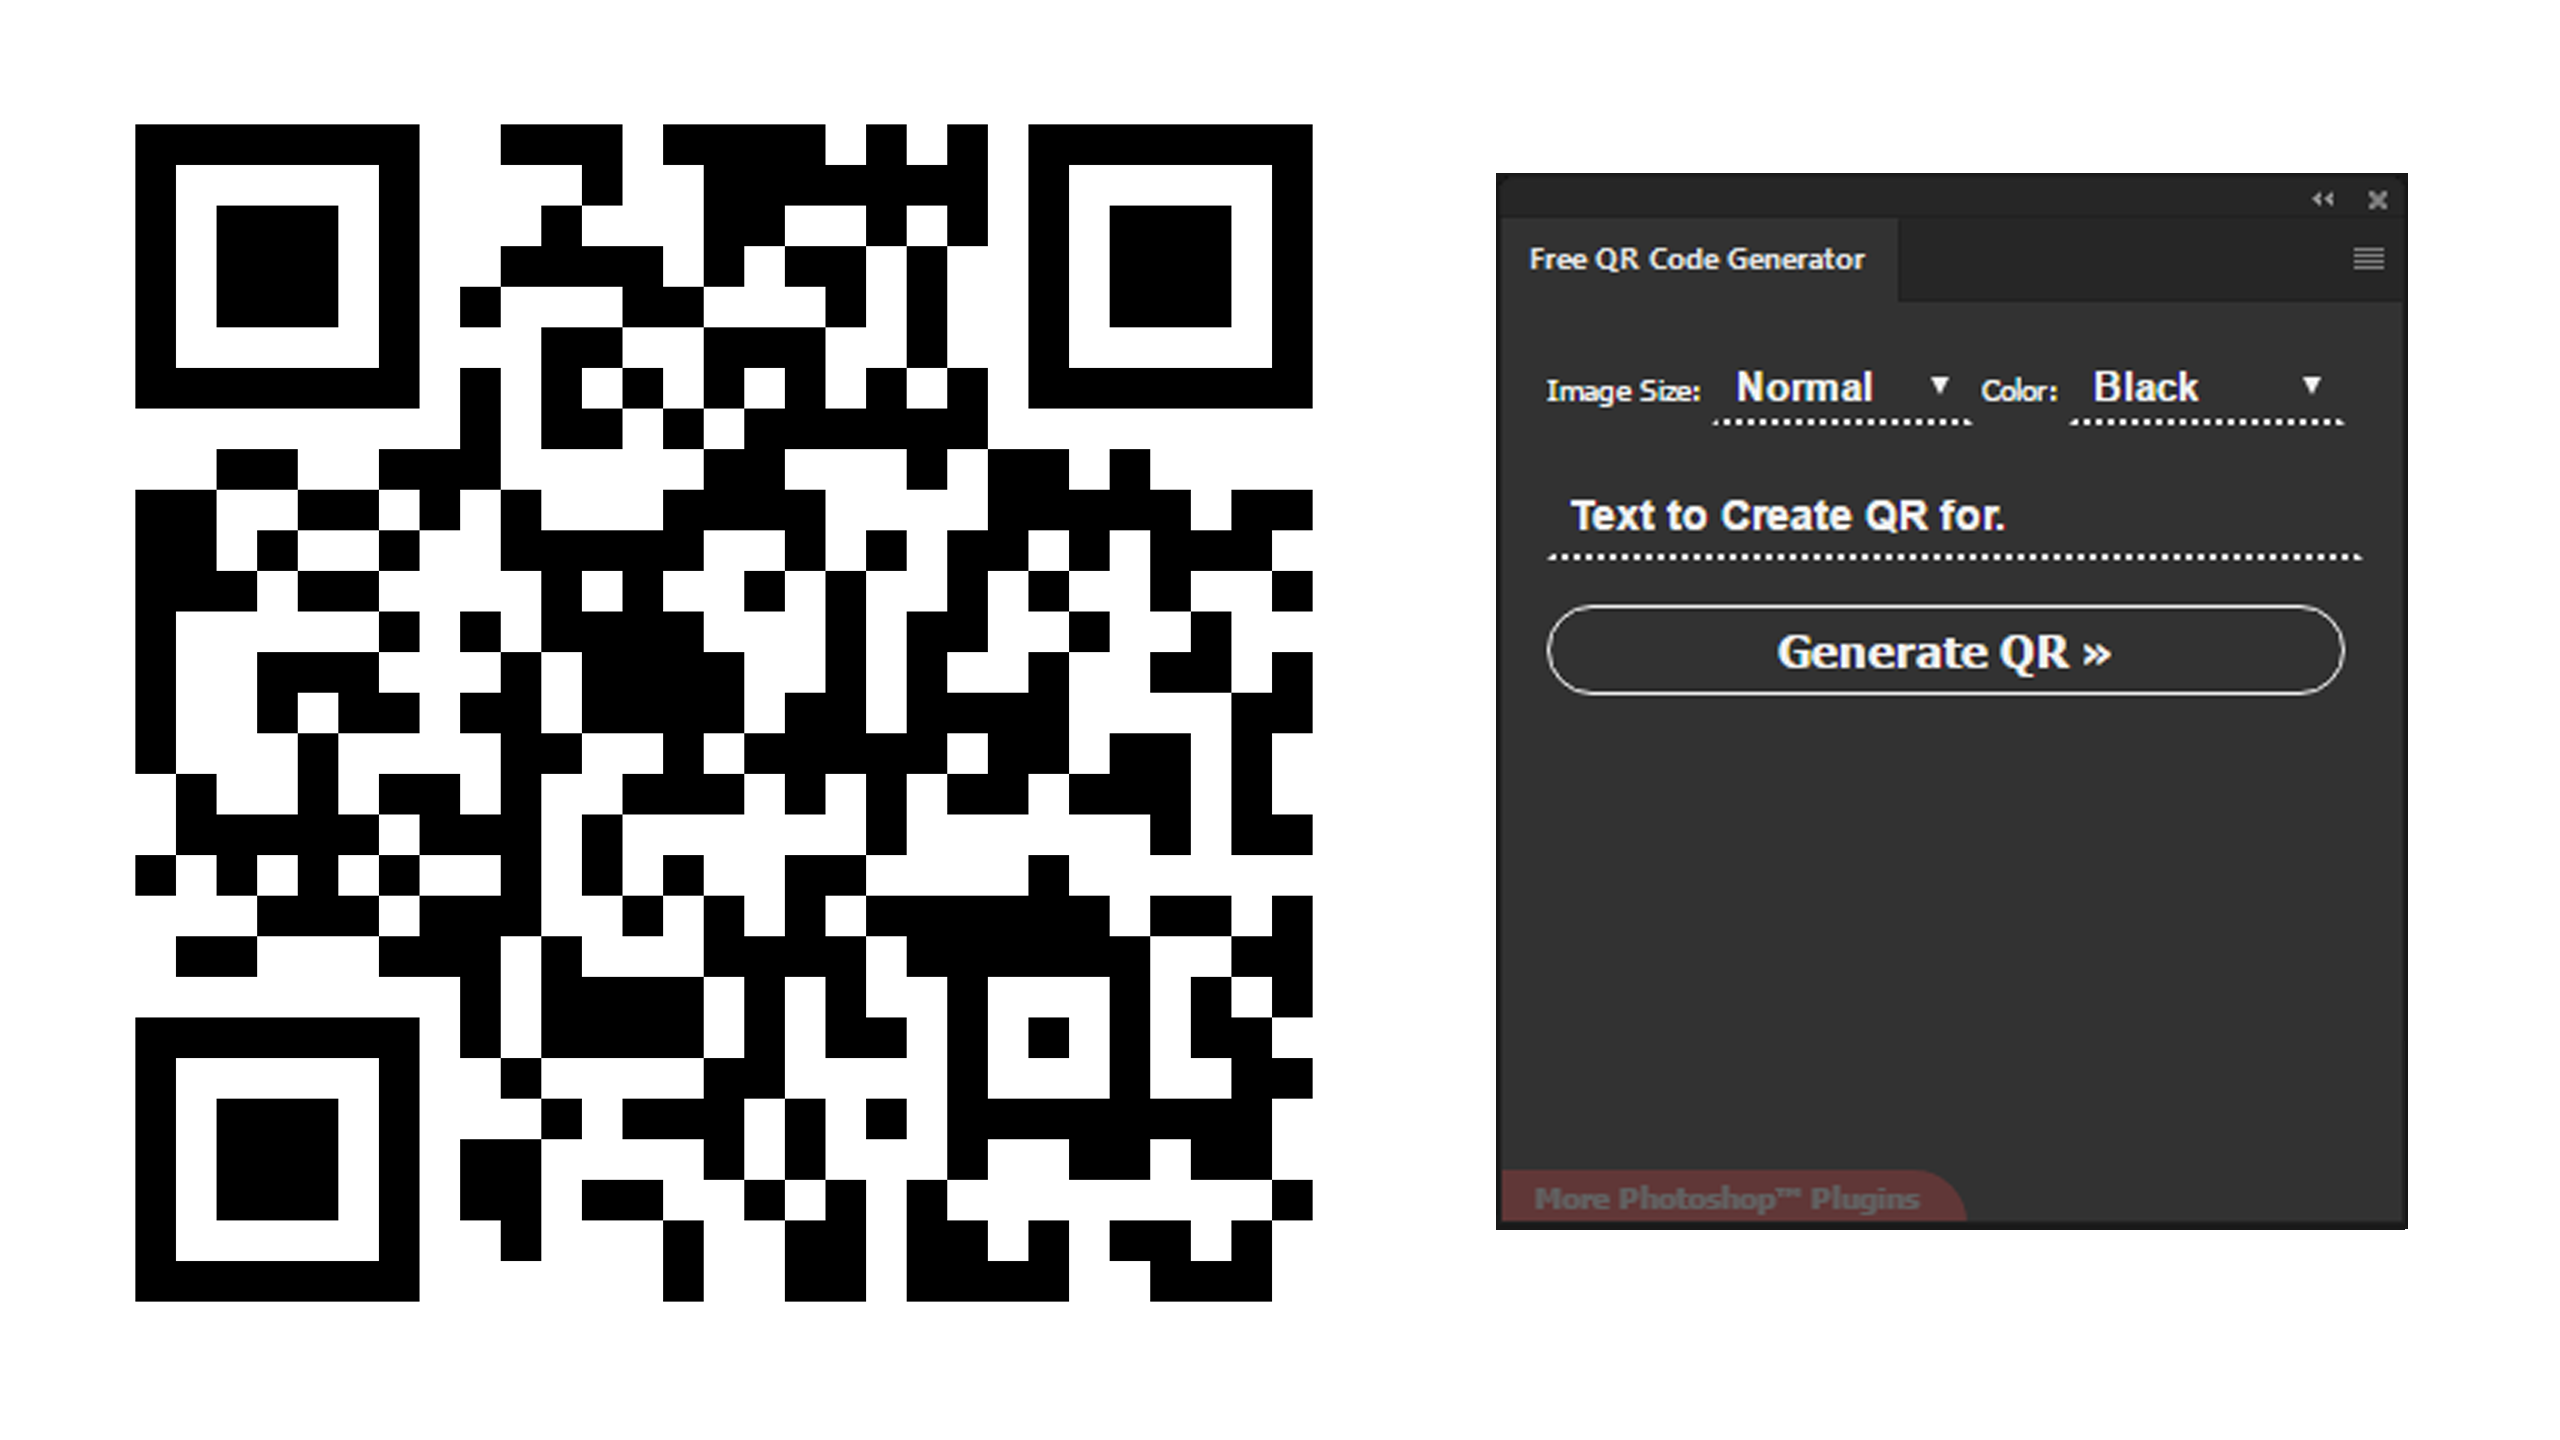 Free QR Code Generator
Image Size: Normal ▼ Color: Black ▼
Text to Create QR for.
Generate QR »
More Photoshop™ Plugins